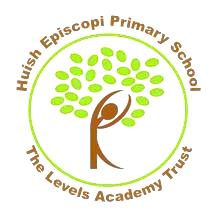 Huish Episcopi Primary School
The Levels Academy Trust